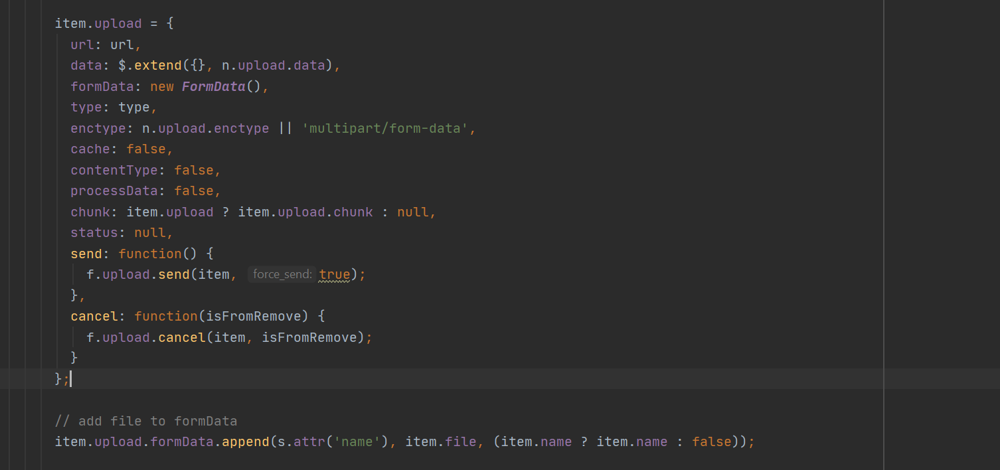 item.upload = {
url: url,
data: $.extend({}, n.upload.data),
formData: new FormData(),
type: type,
enctype: n.upload.enctype || 'multipart/form-data',
cache: false,
contentType: false,
processData: false,
chunk: item.upload ? item.upload.chunk : null,
status: null,
send: function() {
f.upload.send(item, force_send: true);
},
cancel: function(isFromRemove) {
f.upload.cancel(item, isFromRemove);
}
};
// add file to formData
item.upload.formData.append(s.attr('name'), item.file, (item.name ? item.name : false));